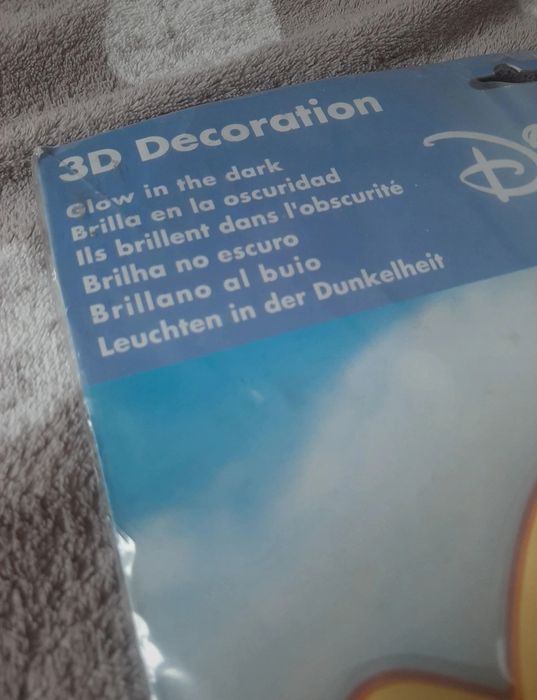 3D Decoration
Glow in the dark
Brilla en la oscuridad
Ils brillent dans l'obscurité
Brilha no escuro
Brillano al buio
Leuchten in der Dunkelheit